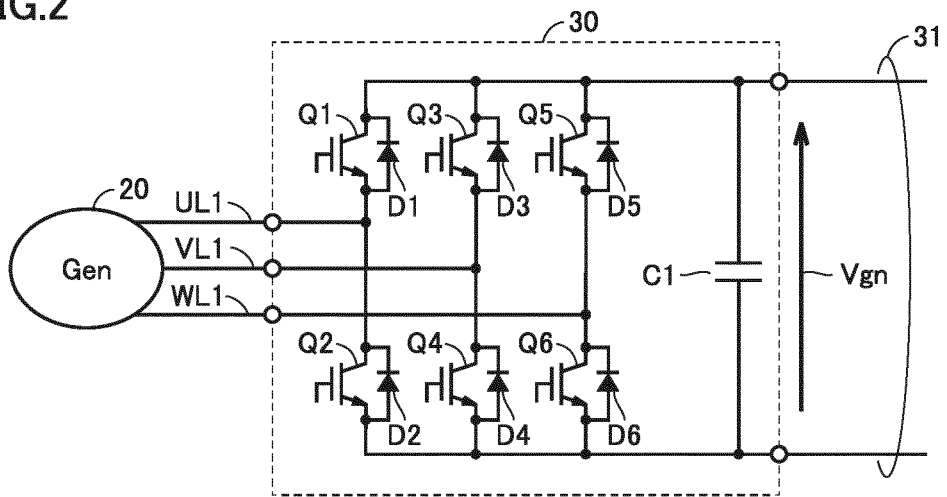 IG.2
30
31
Q1 Q3 Q5
D1 D3 D5
20
UL1
Gen
VL1
WL1
C1
Vgn
Q2 Q4 Q6
D2 D4 D6